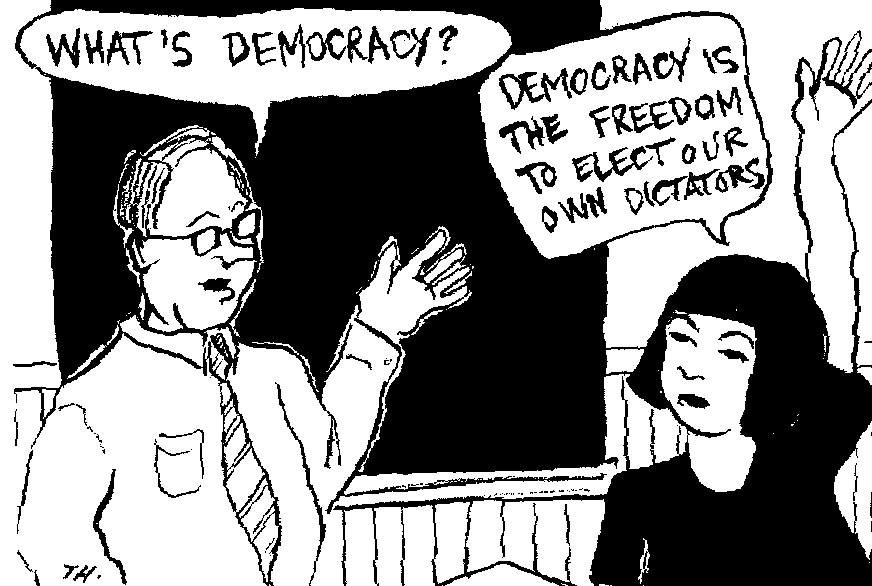 WHAT'S DEMOCRACY?
DEMOCRACY IS
THE FREEDOM
TO ELECT OUR
OWN DICTATORS
TH.